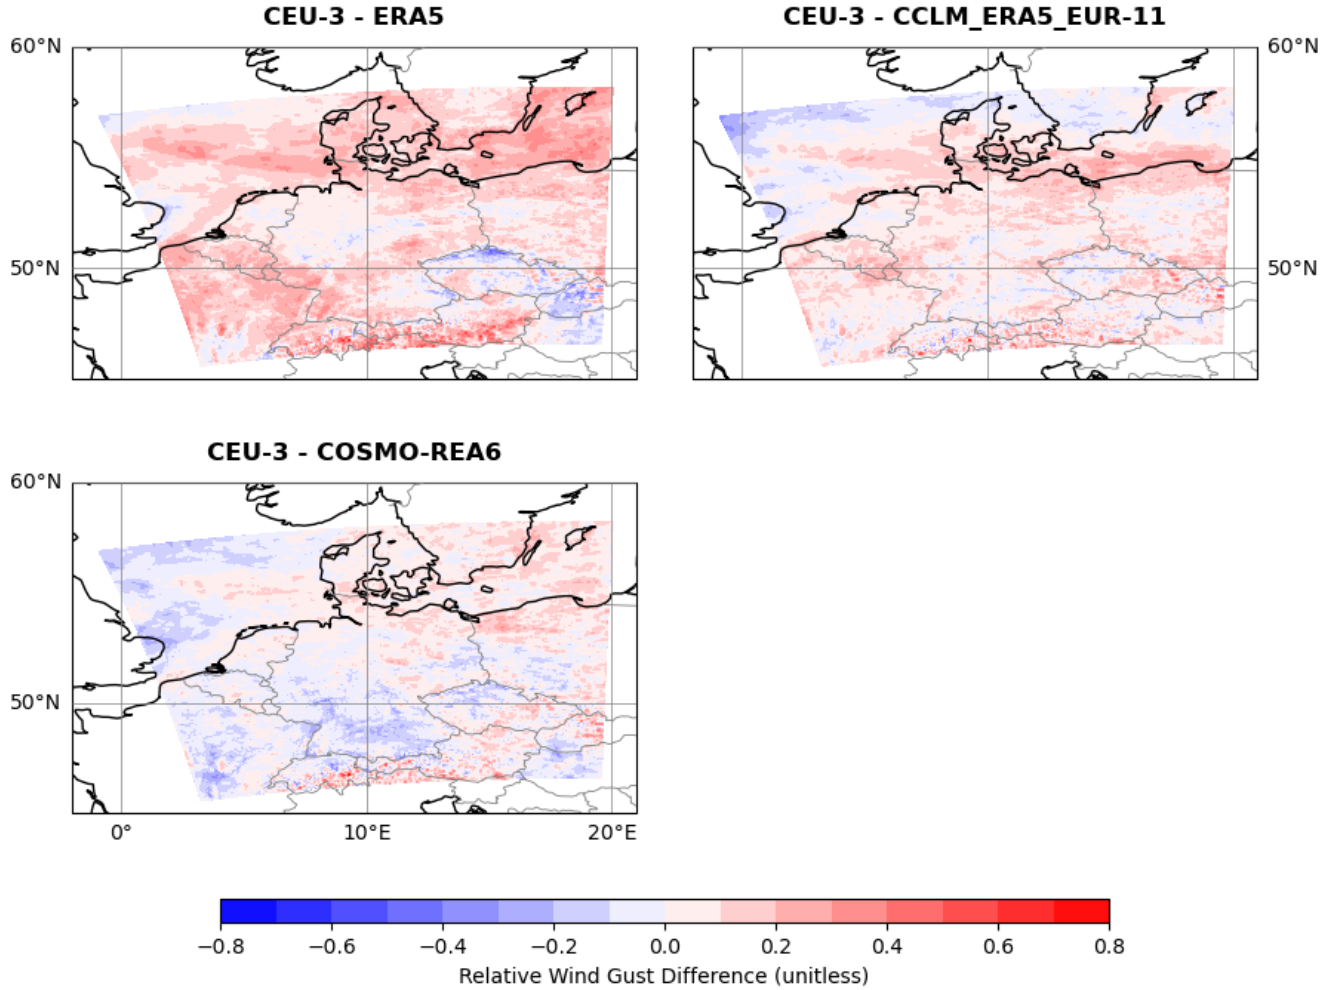 CEU-3 - ERA5
CEU-3 - CCLM_ERA5_EUR-11
60°N
60°N
50°N
50°N
CEU-3 - COSMO-REA6
60°N
50°N
0°
10°E
20°E
−0.8
−0.6
−0.4
−0.2
0.0
0.2
0.4
0.6
0.8
Relative Wind Gust Difference (unitless)